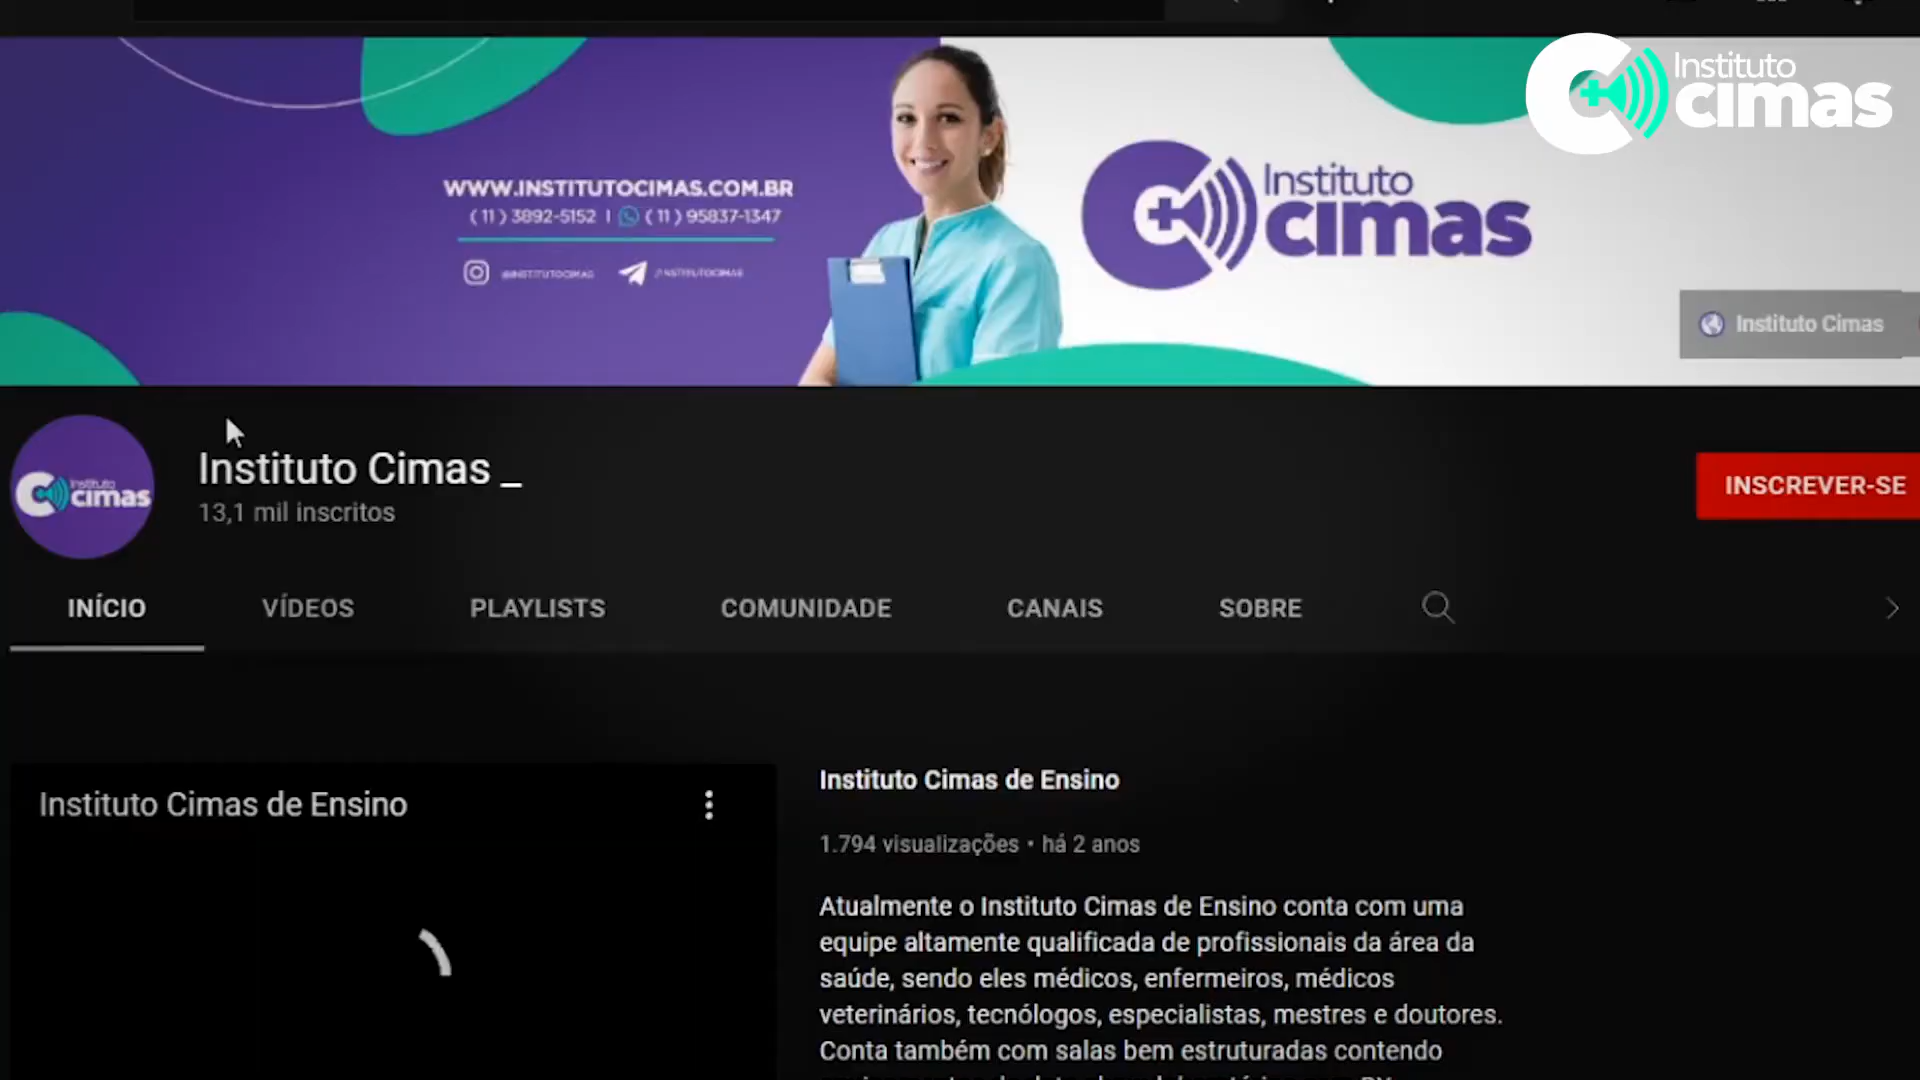 Instituto
cimas
WWW.INSTITUTOCIMAS.COM.BR
(11) 3892-5152 | (11) 95837-1347
@INSTITUTOCIMAS /INSTITUTOCIMAS
Instituto
cimas
Instituto Cimas
Instituto
cimas
Instituto Cimas _
13,1 mil inscritos
INSCREVER-SE
INÍCIO VÍDEOS PLAYLISTS COMUNIDADE CANAIS SOBRE
Instituto Cimas de Ensino
Instituto Cimas de Ensino
1.794 visualizações • há 2 anos
Atualmente o Instituto Cimas de Ensino conta com uma
equipe altamente qualificada de profissionais da área da
saúde, sendo eles médicos, enfermeiros, médicos
veterinários, tecnólogos, especialistas, mestres e doutores.
Conta também com salas bem estruturadas contendo